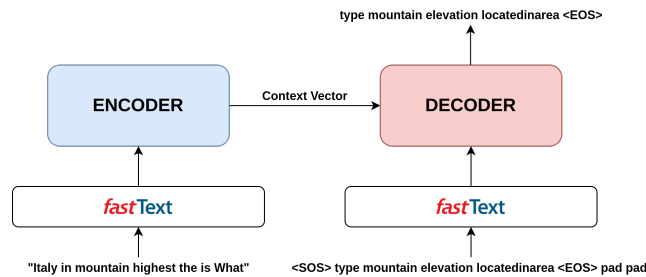 type mountain elevation locatedinarea <EOS>
ENCODER
Context Vector
DECODER
fastText
fastText
"Italy in mountain highest the is What"
<SOS> type mountain elevation locatedinarea <EOS> pad pad